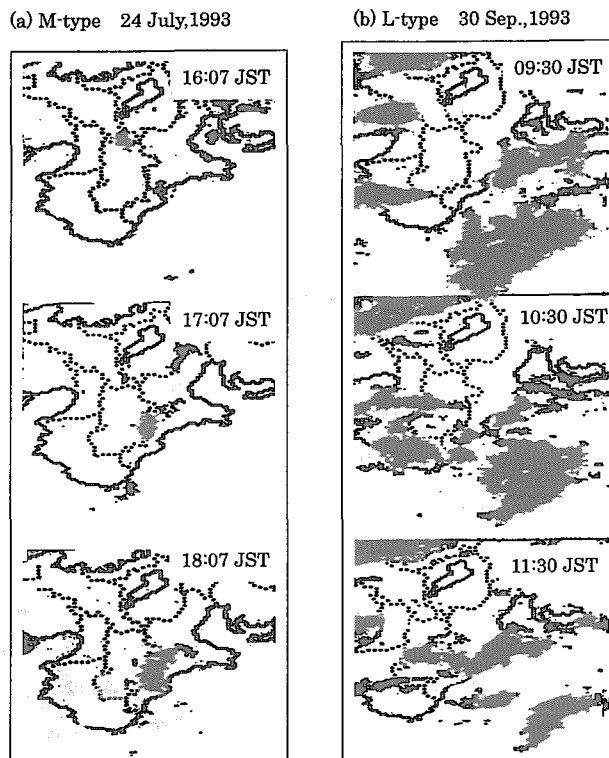 (a) M-type 24 July,1993
16:07 JST
17:07 JST
18:07 JST
(b) L-type 30 Sep.,1993
09:30 JST
10:30 JST
11:30 JST